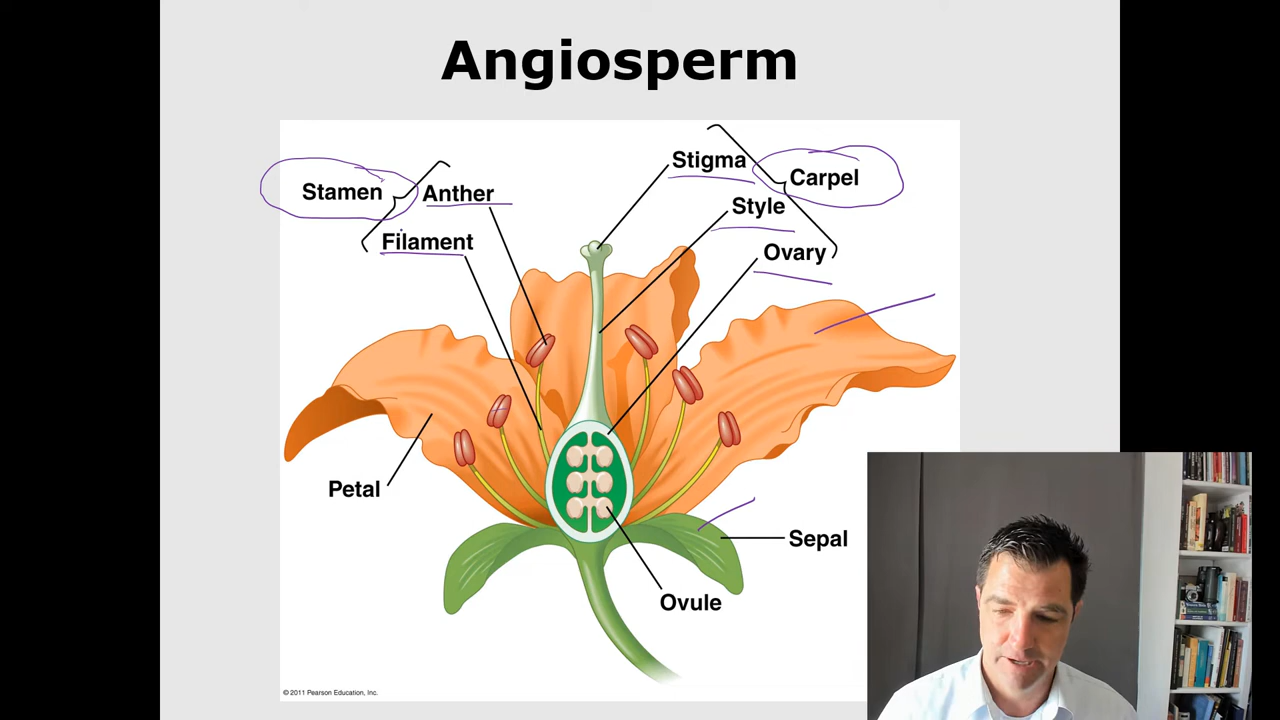 Angiosperm
Stigma
Carpel
Stamen
Anther
Style
Filament
Ovary
Petal
Sepal
Ovule
© 2011 Pearson Education, Inc.